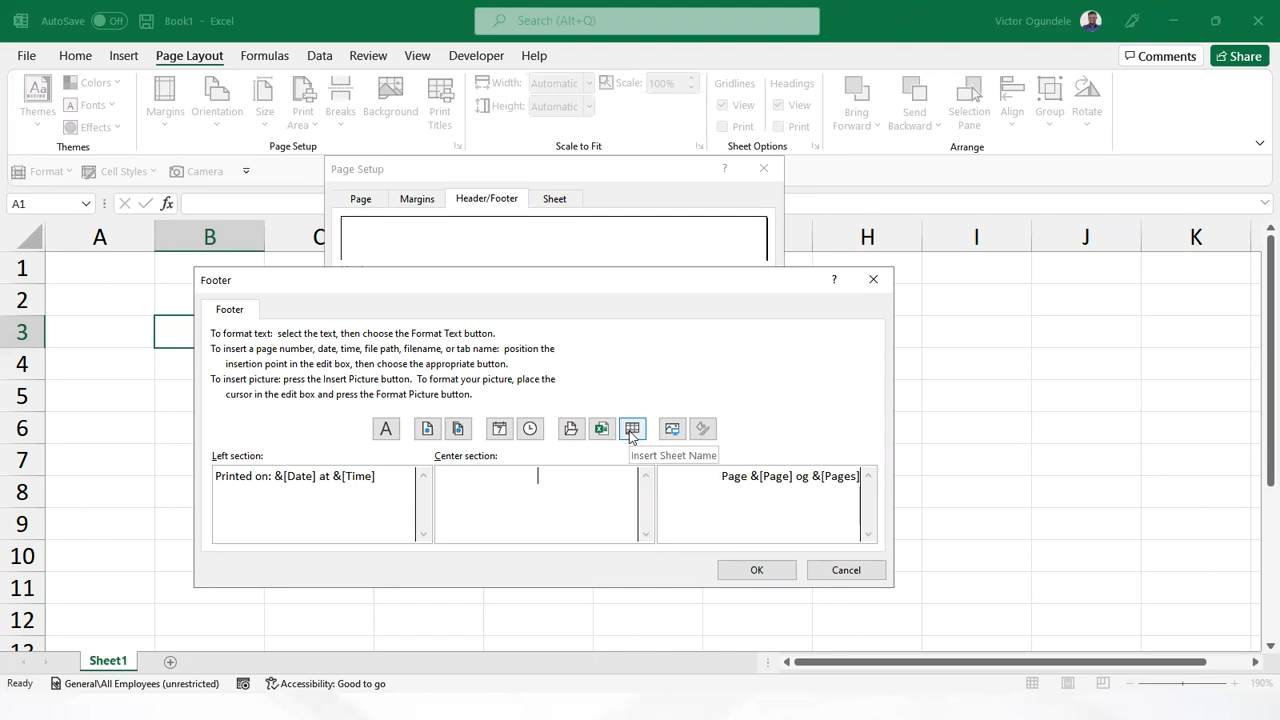 AutoSave Off Book1 - Excel Search (Alt+Q) Victor Ogundele
File Home Insert Page Layout Formulas Data Review View Developer Help Comments Share
Themes Colors Fonts Effects
Margins Orientation Size Print Area Breaks Background Print Titles
Width: Automatic Scale: 100%
Height: Automatic
Gridlines Headings
View View
Print Print
Bring Forward Send Backward Selection Pane Align Group Rotate
Themes Page Setup Scale to Fit Sheet Options Arrange
Format Cell Styles Camera
Page Setup ?
A1 fx
Page Margins Header/Footer Sheet
A B C H I J K
1
2
3
4
5
6
7
8
9
10
11
12
13
Footer ?
Footer
To format text: select the text, then choose the Format Text button.
To insert a page number, date, time, file path, filename, or tab name: position the
insertion point in the edit box, then choose the appropriate button.
To insert picture: press the Insert Picture button. To format your picture, place the
cursor in the edit box and press the Format Picture button.
A 7
Insert Sheet Name
Left section: Center section:
Printed on: &[Date] at &[Time] Page &[Page] og &[Pages]
OK Cancel
Sheet1
Ready General\All Employees (unrestricted) Accessibility: Good to go 190%